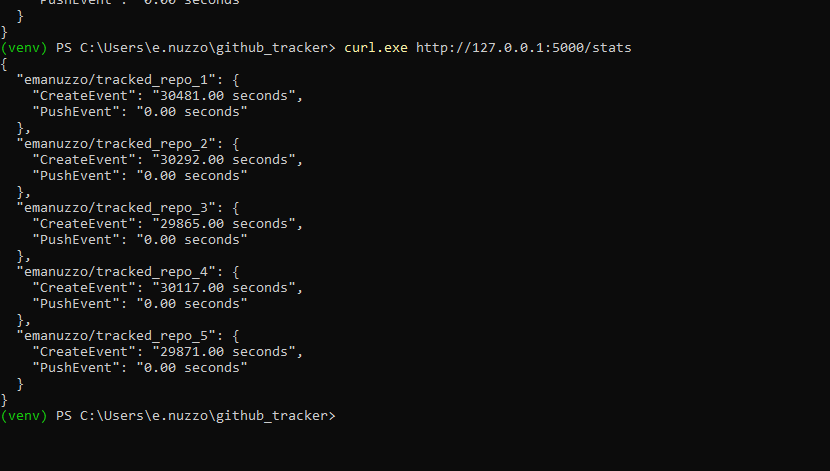 "PushEvent": "0.00 seconds"
  }
}
(venv) PS C:\Users\e.nuzzo\github_tracker> curl.exe http://127.0.0.1:5000/stats
{
  "emanuzzo/tracked_repo_1": {
    "CreateEvent": "30481.00 seconds",
    "PushEvent": "0.00 seconds"
  },
  "emanuzzo/tracked_repo_2": {
    "CreateEvent": "30292.00 seconds",
    "PushEvent": "0.00 seconds"
  },
  "emanuzzo/tracked_repo_3": {
    "CreateEvent": "29865.00 seconds",
    "PushEvent": "0.00 seconds"
  },
  "emanuzzo/tracked_repo_4": {
    "CreateEvent": "30117.00 seconds",
    "PushEvent": "0.00 seconds"
  },
  "emanuzzo/tracked_repo_5": {
    "CreateEvent": "29871.00 seconds",
    "PushEvent": "0.00 seconds"
  }
}
(venv) PS C:\Users\e.nuzzo\github_tracker>